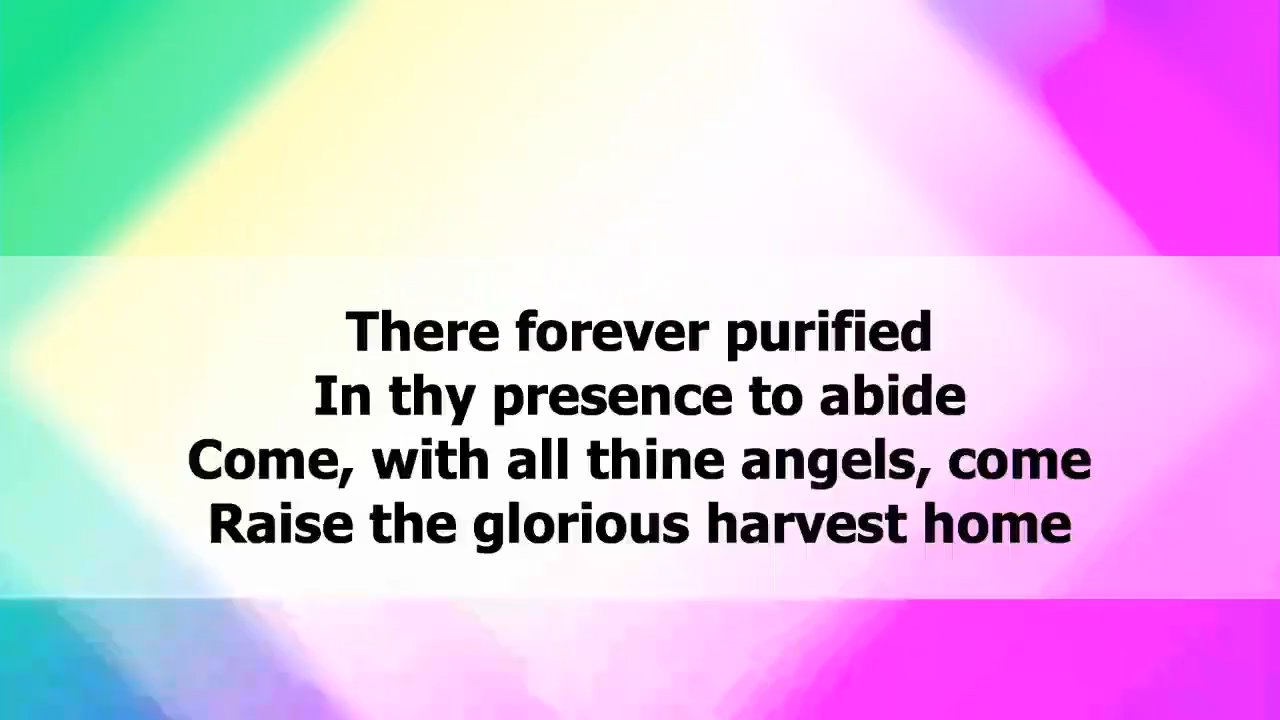 There forever purified
In thy presence to abide
Come, with all thine angels, come
Raise the glorious harvest home